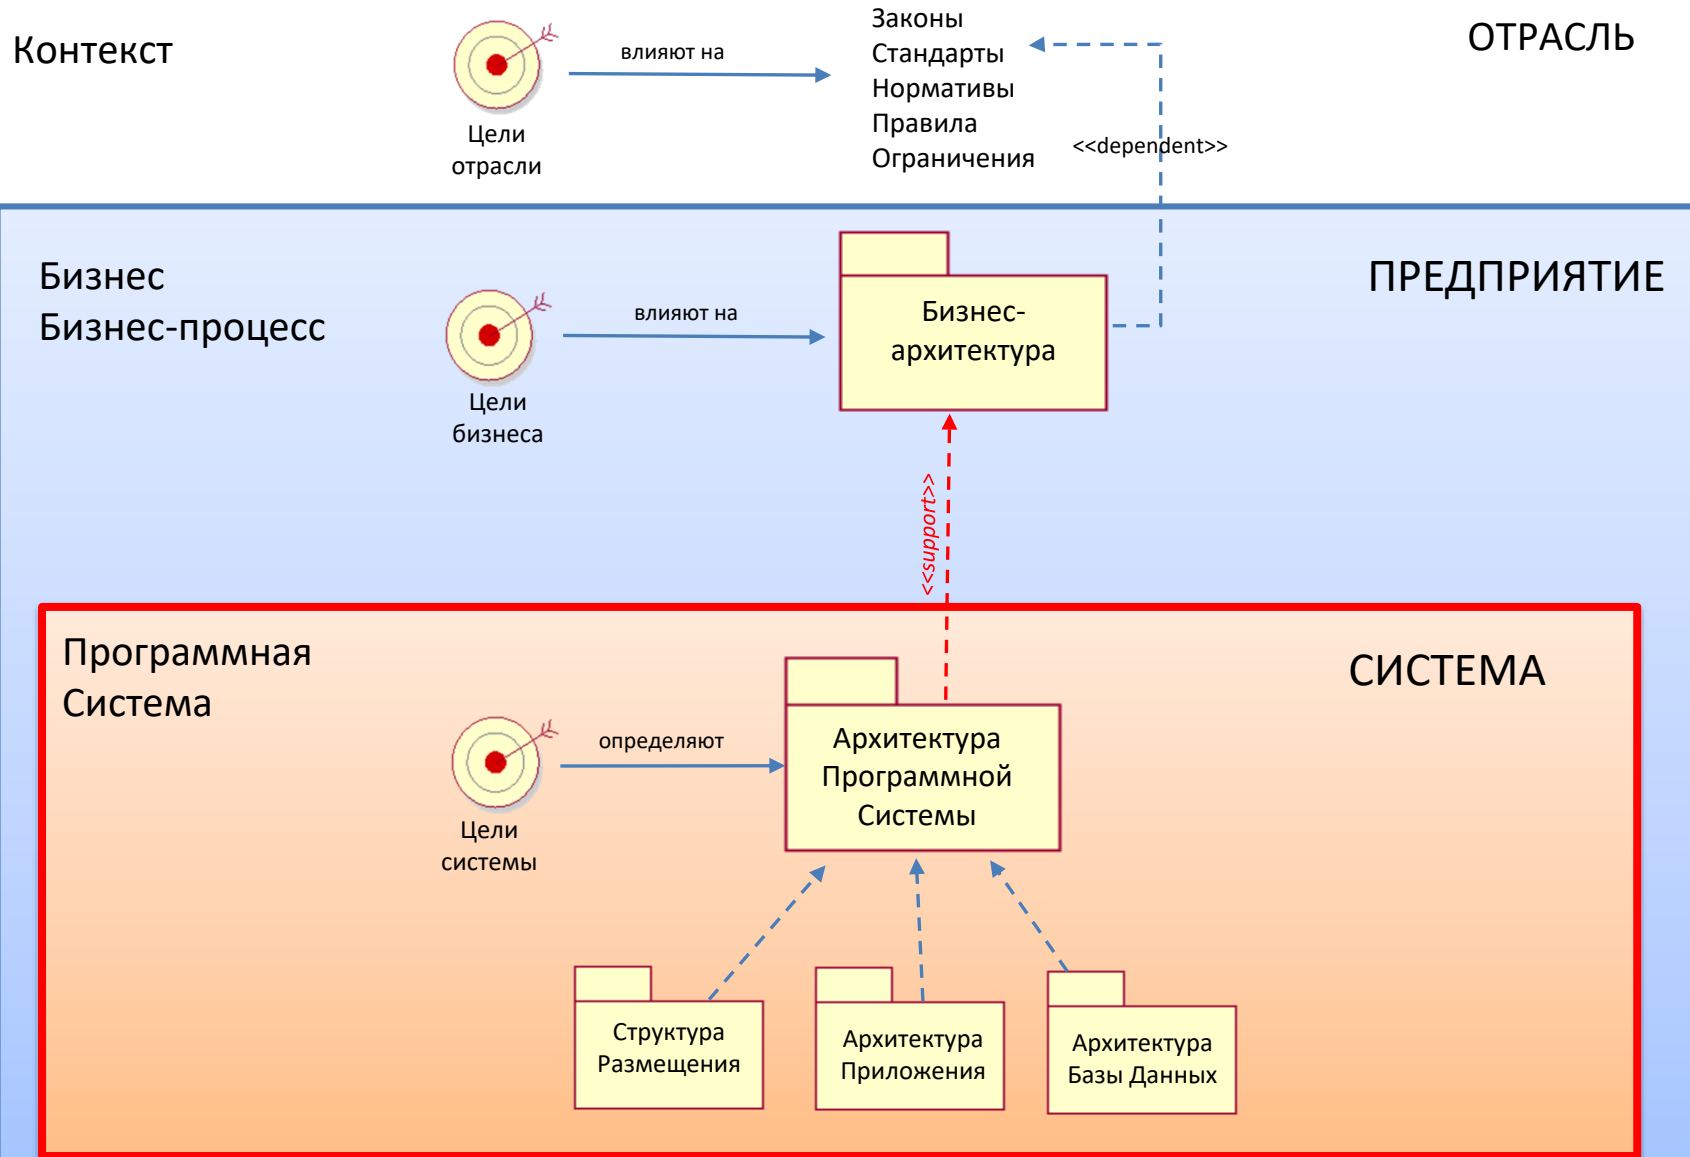 Контекст
влияют на
Законы
Стандарты
Нормативы
Правила
Ограничения
ОТРАСЛЬ
Цели
отрасли
<<dependent>>
Бизнес
Бизнес-процесс
влияют на
Бизнес-
архитектура
ПРЕДПРИЯТИЕ
Цели
бизнеса
<<support>>
Программная
Система
СИСТЕМА
определяют
Архитектура
Программной
Системы
Цели
системы
Структура
Размещения
Архитектура
Приложения
Архитектура
Базы Данных